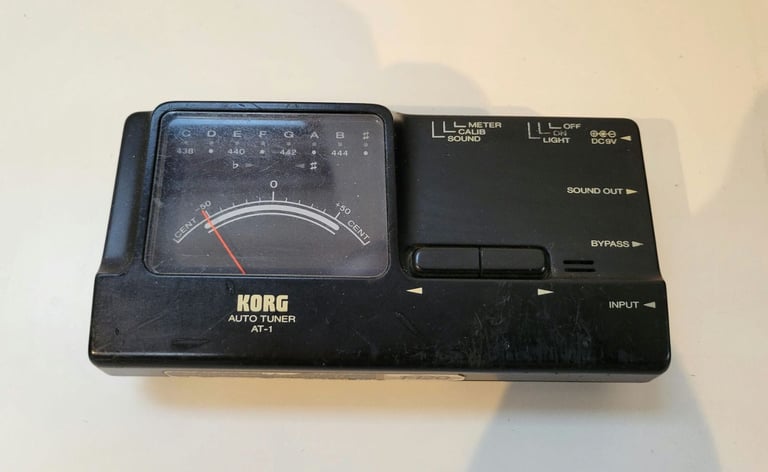 C D E F G A B ♯
438 440 442 444
♭ ♯
0
-50 +50
CENT CENT
METER
CALIB
SOUND
OFF
ON
LIGHT
DC9V
SOUND OUT
BYPASS
INPUT
KORG
AUTO TUNER
AT-1